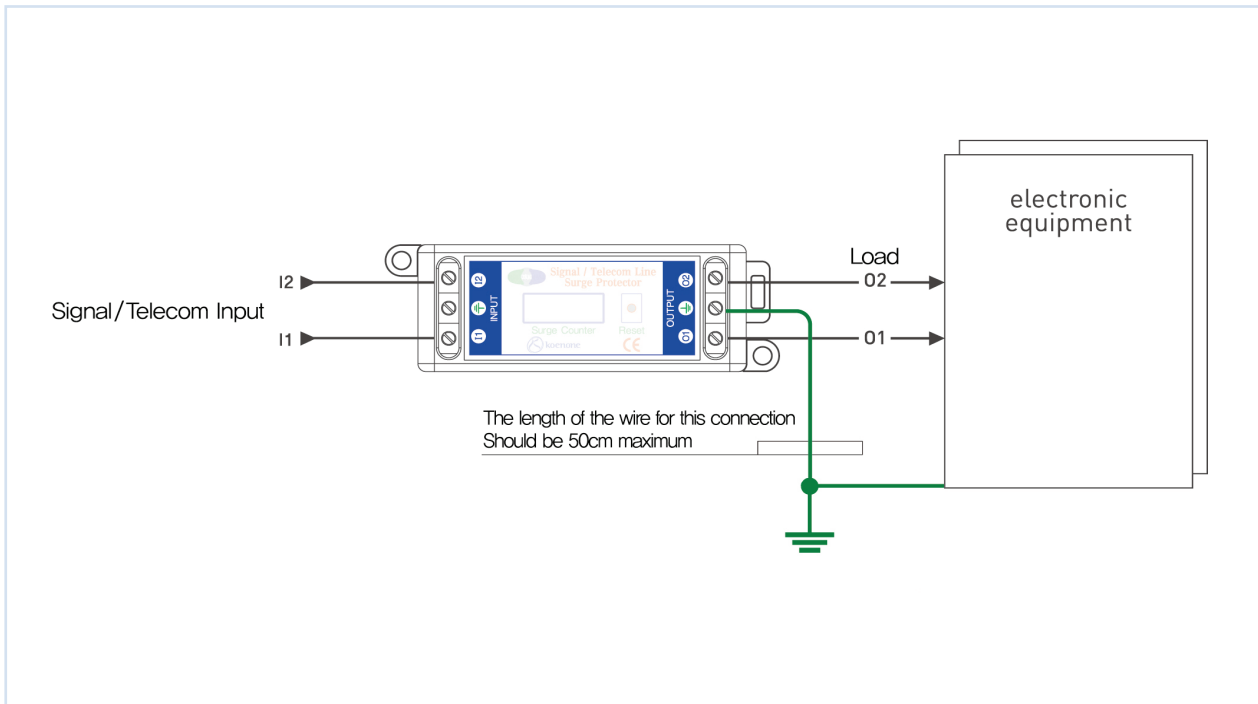 electronic
equipment
Load
I2
O2
Signal/Telecom Input
I1
O1
I2
INPUT
I1
Signal / Telecom Line
Surge Protector
Surge Counter
Reset
koenone
CE
O2
OUTPUT
O1
The length of the wire for this connection
Should be 50cm maximum